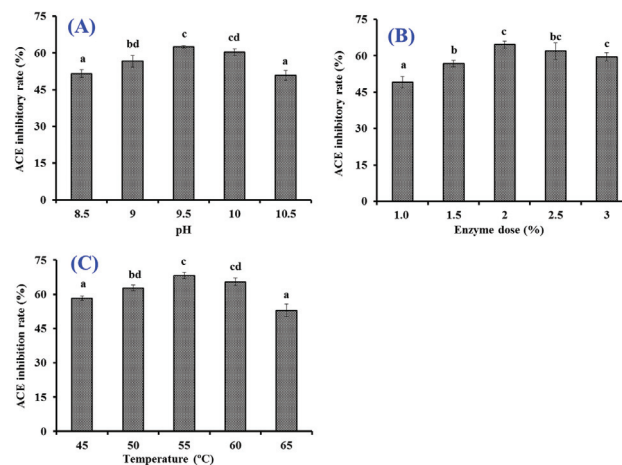 (A)
ACE inhibitory rate (%)
75
60
45
30
15
0
a
bd
c
cd
a
8.5 9 9.5 10 10.5
pH
(B)
ACE inhibitory rate (%)
75
60
45
30
15
0
a
b
c
bc
c
1.0 1.5 2 2.5 3
Enzyme dose (%)
(C)
ACE inhibition rate (%)
75
60
45
30
15
0
a
bd
c
cd
a
45 50 55 60 65
Temperature (ºC)